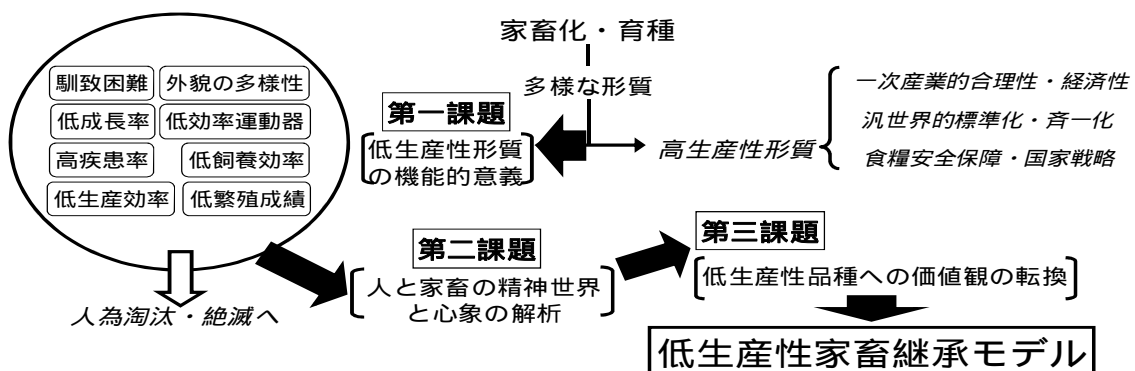 家畜化・育種
多様な形質
馴致困難
外貌の多様性
低成長率
低効率運動器
高疾患率
低飼養効率
低生産効率
低繁殖成績
第一課題
低生産性形質
の機能的意義
高生産性形質
一次産業的合理性・経済性
汎世界的標準化・斉一化
食糧安全保障・国家戦略
人為淘汰・絶滅へ
第二課題
人と家畜の精神世界
と心象の解析
第三課題
低生産性品種への価値観の転換
低生産性家畜継承モデル